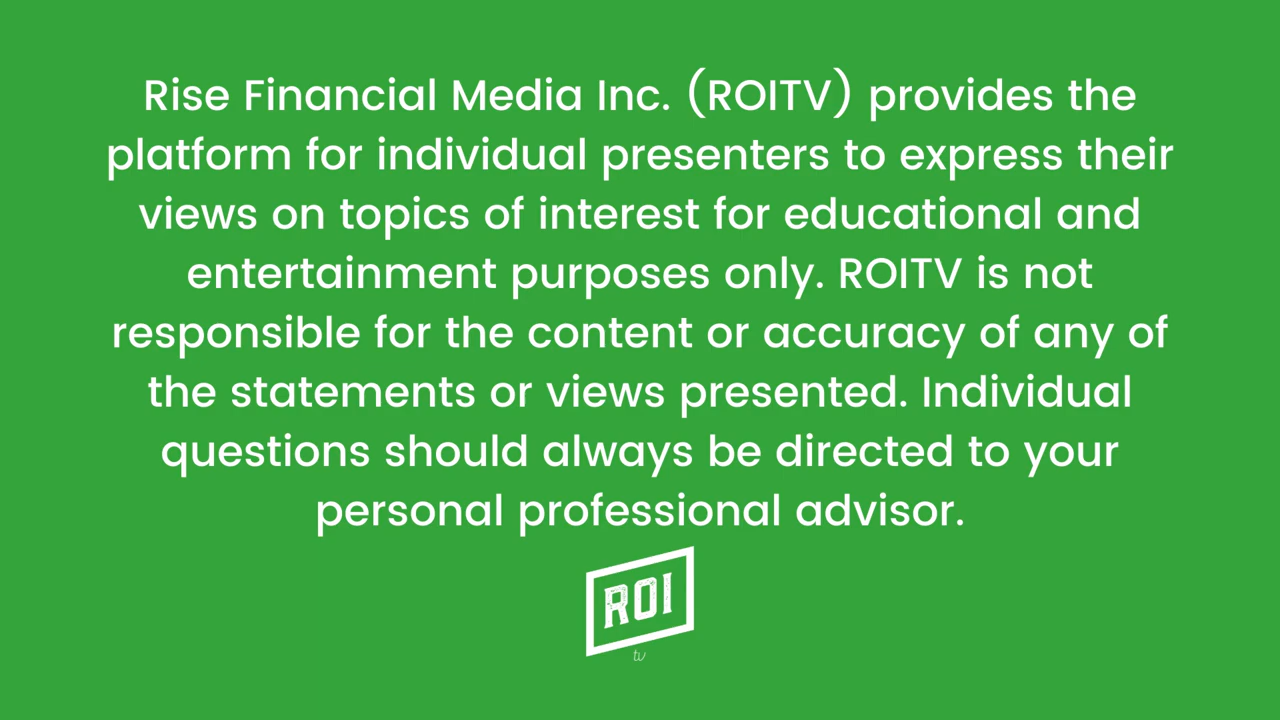 Rise Financial Media Inc. (ROITV) provides the
platform for individual presenters to express their
views on topics of interest for educational and
entertainment purposes only. ROITV is not
responsible for the content or accuracy of any of
the statements or views presented. Individual
questions should always be directed to your
personal professional advisor.
ROI
tv